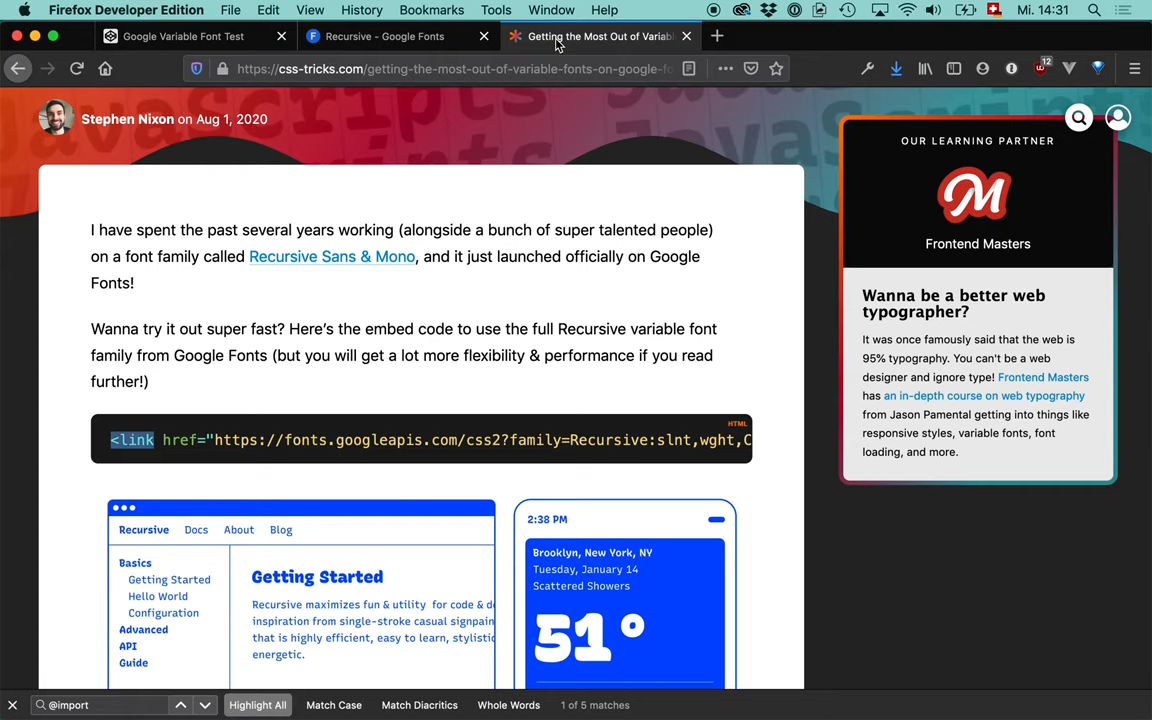 Firefox Developer Edition File Edit View History Bookmarks Tools Window Help Mi. 14:31
Google Variable Font Test
Recursive - Google Fonts
Getting the Most Out of Variab
https://css-tricks.com/getting-the-most-out-of-variable-fonts-on-google-fo
12
Stephen Nixon on Aug 1, 2020
I have spent the past several years working (alongside a bunch of super talented people)
on a font family called Recursive Sans & Mono, and it just launched officially on Google
Fonts!
Wanna try it out super fast? Here's the embed code to use the full Recursive variable font
family from Google Fonts (but you will get a lot more flexibility & performance if you read
further!)
HTML
<link href="https://fonts.googleapis.com/css2?family=Recursive:slnt,wght,C
Recursive Docs About Blog
Basics
Getting Started
Hello World
Configuration
Advanced
API
Guide
Getting Started
Recursive maximizes fun & utility for code & d
inspiration from single-stroke casual signpain
that is highly efficient, easy to learn, stylistic
energetic.
2:38 PM
Brooklyn, New York, NY
Tuesday, January 14
Scattered Showers
51°
OUR LEARNING PARTNER
M
Frontend Masters
Wanna be a better web
typographer?
It was once famously said that the web is
95% typography. You can't be a web
designer and ignore type! Frontend Masters
has an in-depth course on web typography
from Jason Pamental getting into things like
responsive styles, variable fonts, font
loading, and more.
@import
Highlight All Match Case Match Diacritics Whole Words 1 of 5 matches